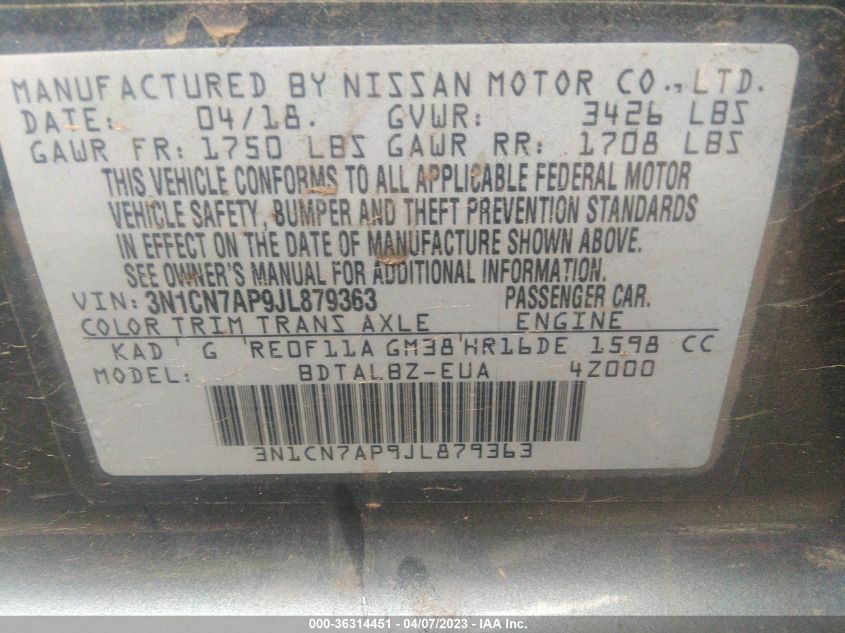 MANUFACTURED BY NISSAN MOTOR CO., LTD.
DATE: 04/18. GVWR: 3426 LBS
GAWR FR: 1750 LBS GAWR RR: 1708 LBS
THIS VEHICLE CONFORMS TO ALL APPLICABLE FEDERAL MOTOR
VEHICLE SAFETY, BUMPER AND THEFT PREVENTION STANDARDS
IN EFFECT ON THE DATE OF MANUFACTURE SHOWN ABOVE.
SEE OWNER'S MANUAL FOR ADDITIONAL INFORMATION.
VIN: 3N1CN7AP9JL879363 PASSENGER CAR.
COLOR TRIM TRANS AXLE ENGINE
KAD G RE0F11A GM38 HR16DE 1598 CC
MODEL: BDTALBZ-EUA 4Z000
3N1CN7AP9JL879363
000-36314451 - 04/07/2023 - IAA Inc.